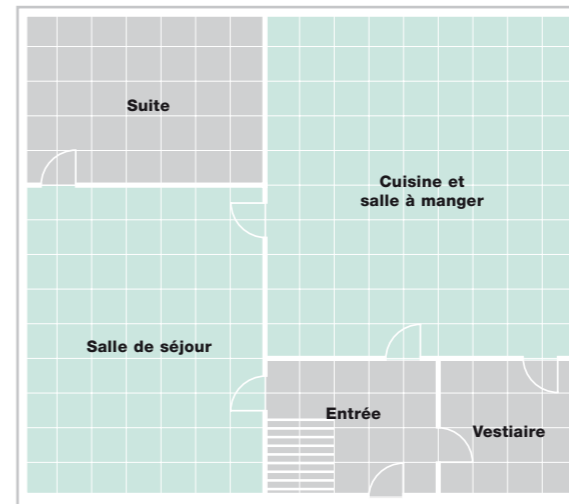 Suite
Cuisine et
salle à manger
Salle de séjour
Entrée
Vestiaire